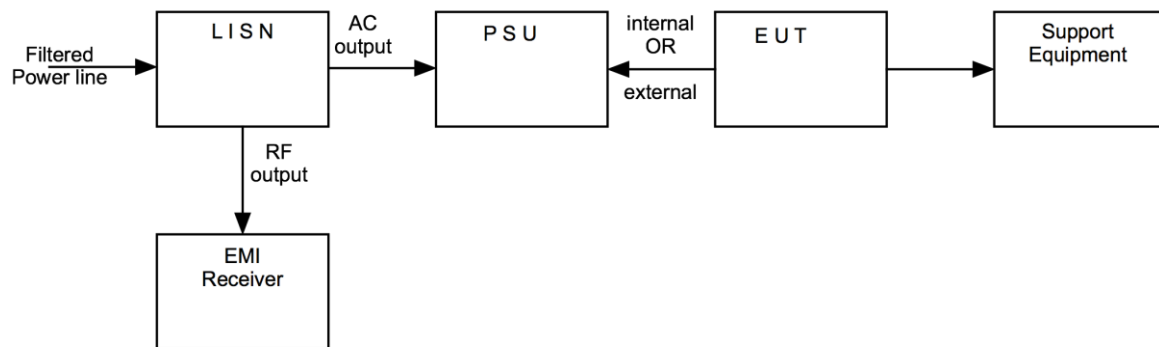 Filtered
Power line
L I S N
AC
output
P S U
internal
OR
external
E U T
Support
Equipment
RF
output
EMI
Receiver